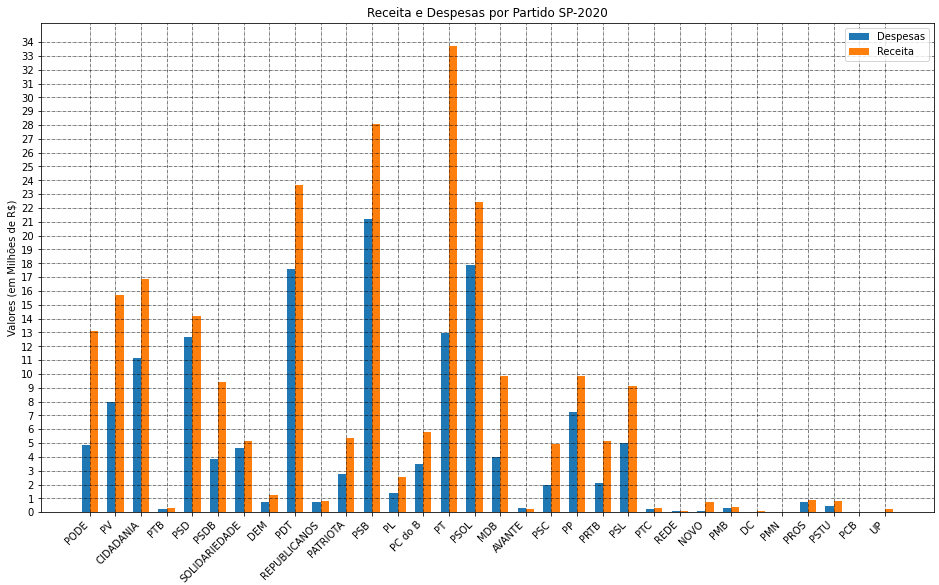 Receita e Despesas por Partido SP-2020
Despesas
Receita
Valores (em Milhões de R$)
34
33
32
31
30
29
28
27
26
25
24
23
22
21
20
19
18
17
16
15
14
13
12
11
10
9
8
7
6
5
4
3
2
1
0
PODE
PV
CIDADANIA
PTB
PSD
PSDB
SOLIDARIEDADE
DEM
PDT
REPUBLICANOS
PATRIOTA
PSB
PL
PC do B
PT
PSOL
MDB
AVANTE
PSC
PP
PRTB
PSL
PTC
REDE
NOVO
PMB
DC
PMN
PROS
PSTU
PCB
UP